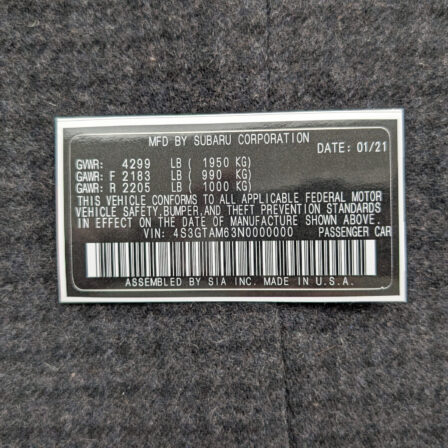 MFD BY SUBARU CORPORATION
DATE: 01/21
GVWR: 4299 LB ( 1950 KG)
GAWR: F 2183 LB ( 990 KG)
GAWR: R 2205 LB ( 1000 KG)
THIS VEHICLE CONFORMS TO ALL APPLICABLE FEDERAL MOTOR
VEHICLE SAFETY, BUMPER, AND THEFT PREVENTION STANDARDS
IN EFFECT ON THE DATE OF MANUFACTURE SHOWN ABOVE.
VIN: 4S3GTAM63N0000000 PASSENGER CAR
ASSEMBLED BY SIA INC. MADE IN U.S.A.